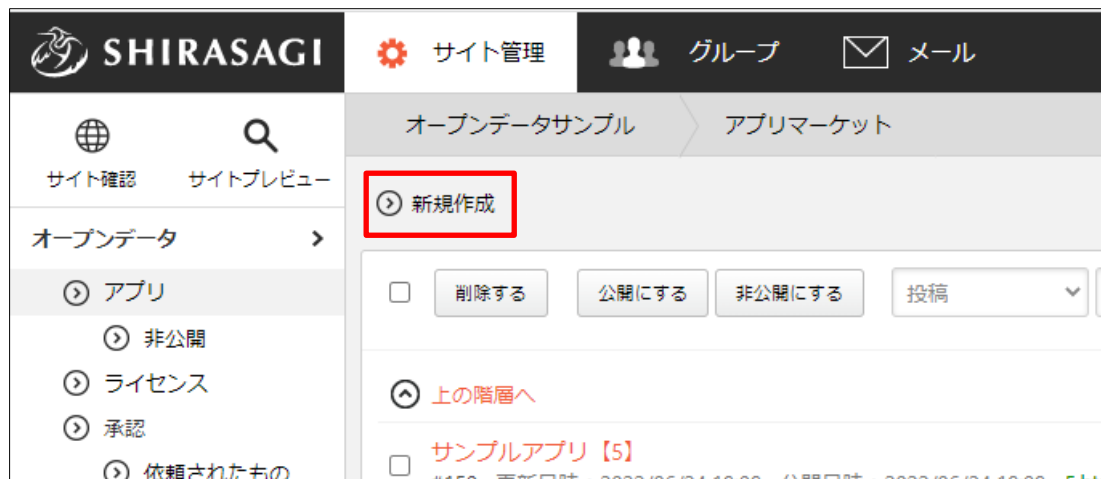 SHIRASAGI サイト管理 グループ メール
サイト確認 サイトプレビュー
オープンデータサンプル アプリマーケット
新規作成
オープンデータ
アプリ
非公開
ライセンス
承認
依頼されたもの
削除する 公開にする 非公開にする 投稿
上の階層へ
サンプルアプリ【5】